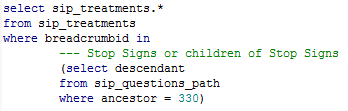 select sip_treatments.*
from sip_treatments
where breadcrumbid in
--- Stop Signs or children of Stop Signs
(select descendant
from sip_questions_path
where ancestor = 330)